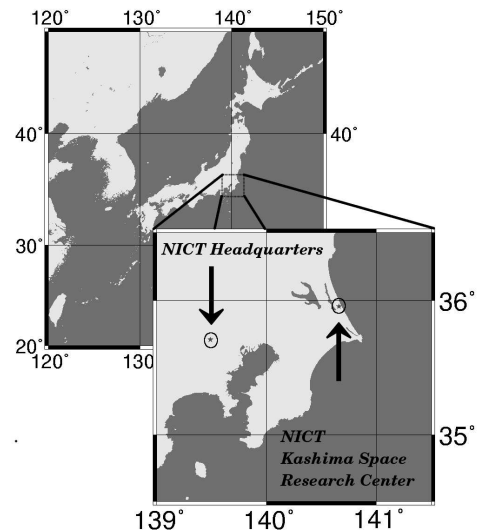 120° 130° 140° 150°
40° 40°
30°
NICT Headquarters
36°
20°
120° 130
35°
NICT
Kashima Space
Research Center
139° 140° 141°